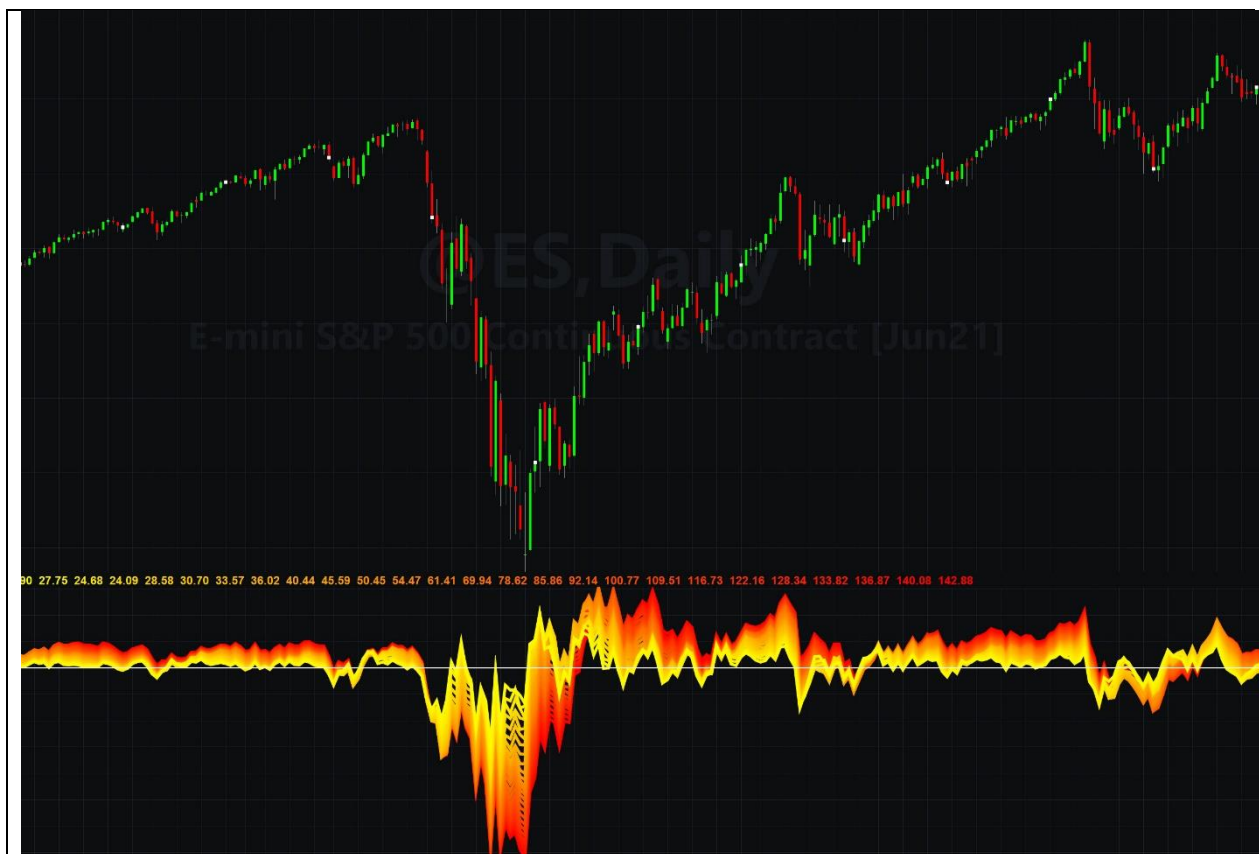 @ES,Daily
E-mini S&P 500 Continuous Contract [Jun21]
90 27.75 24.68 24.09 28.58 30.70 33.57 36.02 40.44 45.59 50.45 54.47 61.41 69.94 78.62 85.86 92.14 100.77 109.51 116.73 122.16 128.34 133.82 136.87 140.08 142.88